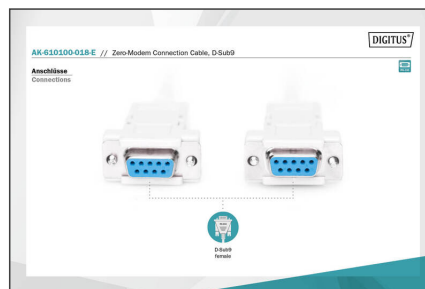 DIGITUS®
AK-610100-018-E // Zero-Modem Connection Cable, D-Sub9
Anschlüsse
Connections
D-Sub9
female